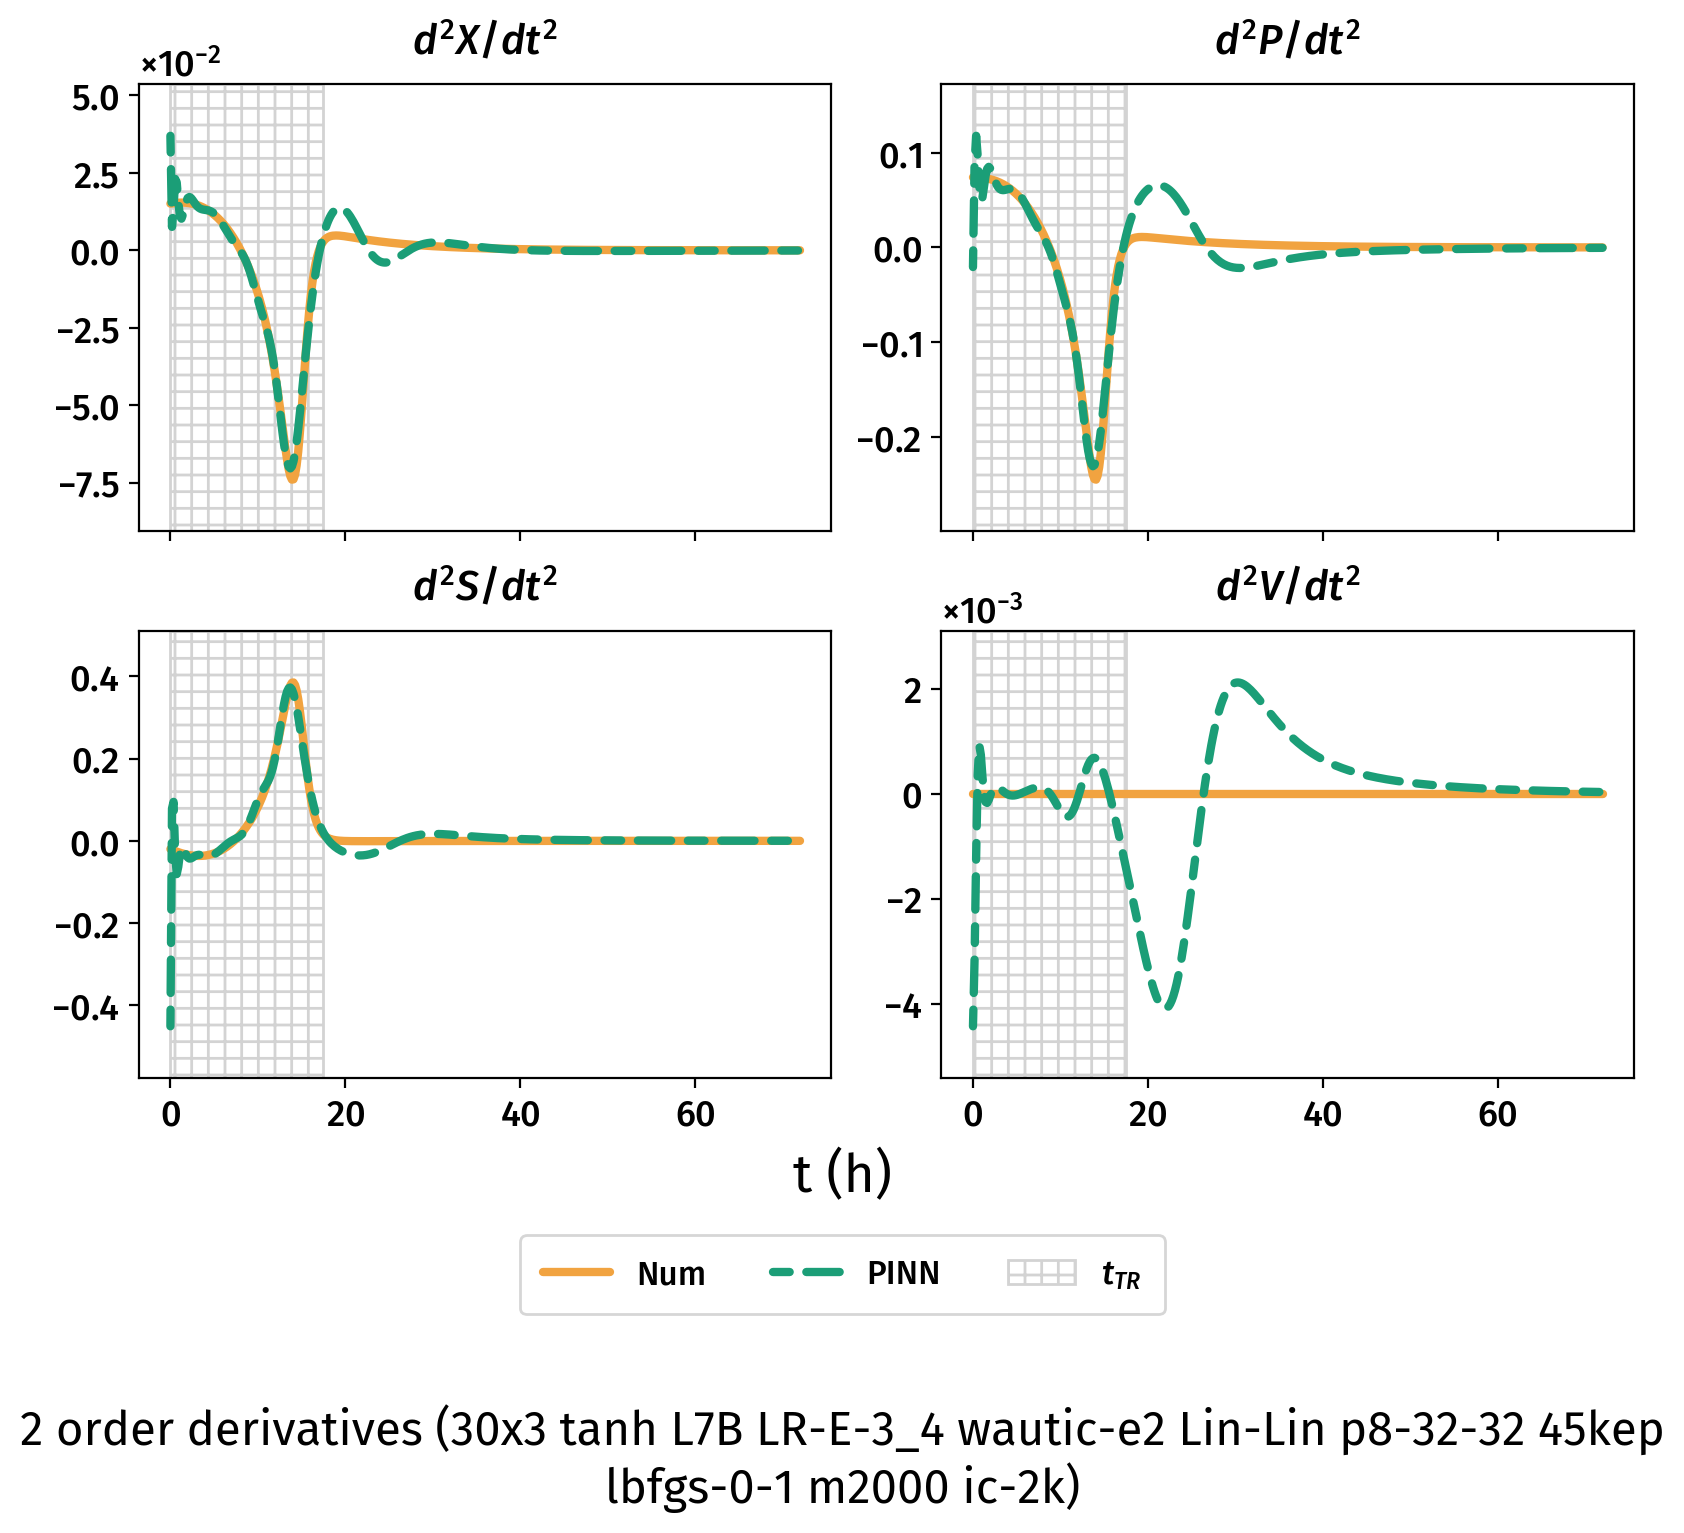 d²X/dt²
×10⁻²
5.0
2.5
0.0
−2.5
−5.0
−7.5
d²P/dt²
0.1
0.0
−0.1
−0.2
d²S/dt²
0.4
0.2
0.0
−0.2
−0.4
0 20 40 60
d²V/dt²
×10⁻³
2
0
−2
−4
0 20 40 60
t (h)
Num PINN t_TR
2 order derivatives (30x3 tanh L7B LR-E-3_4 wautic-e2 Lin-Lin p8-32-32 45kep
lbfgs-0-1 m2000 ic-2k)